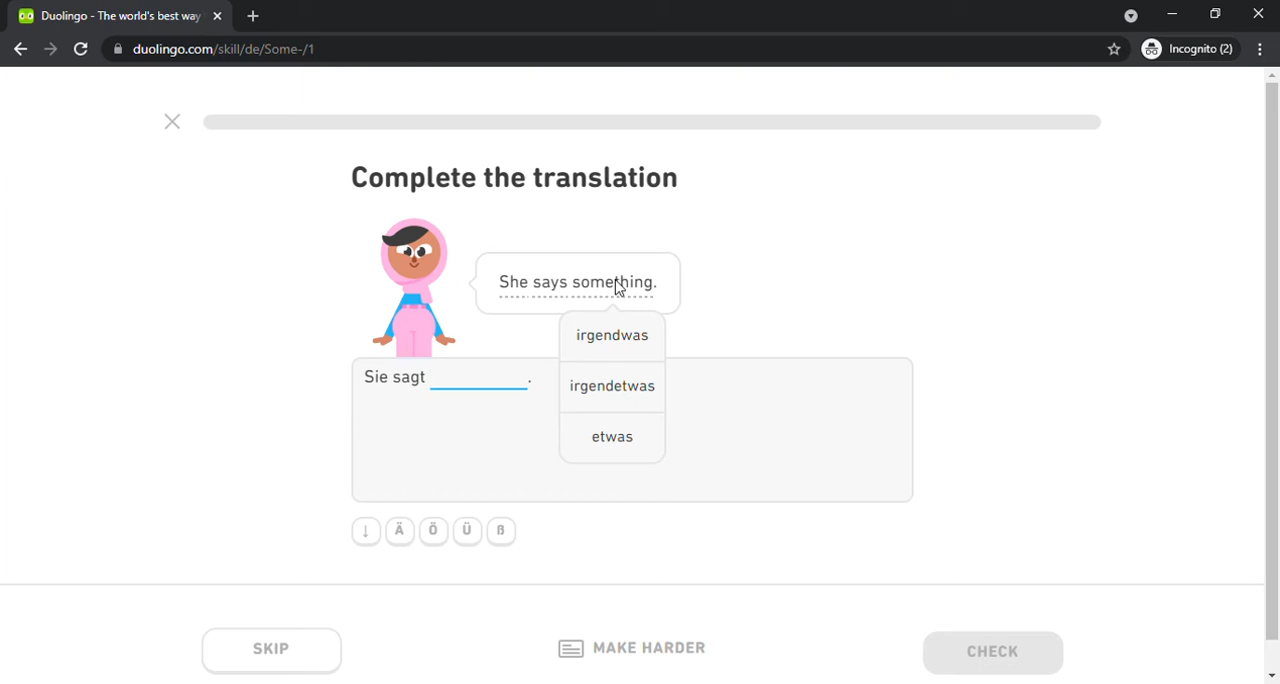 Duolingo - The world's best way
duolingo.com/skill/de/Some-/1
Incognito (2)
Complete the translation
She says something.
irgendwas
irgendetwas
etwas
Sie sagt __________.
↓ Ä Ö Ü ß
SKIP
MAKE HARDER
CHECK